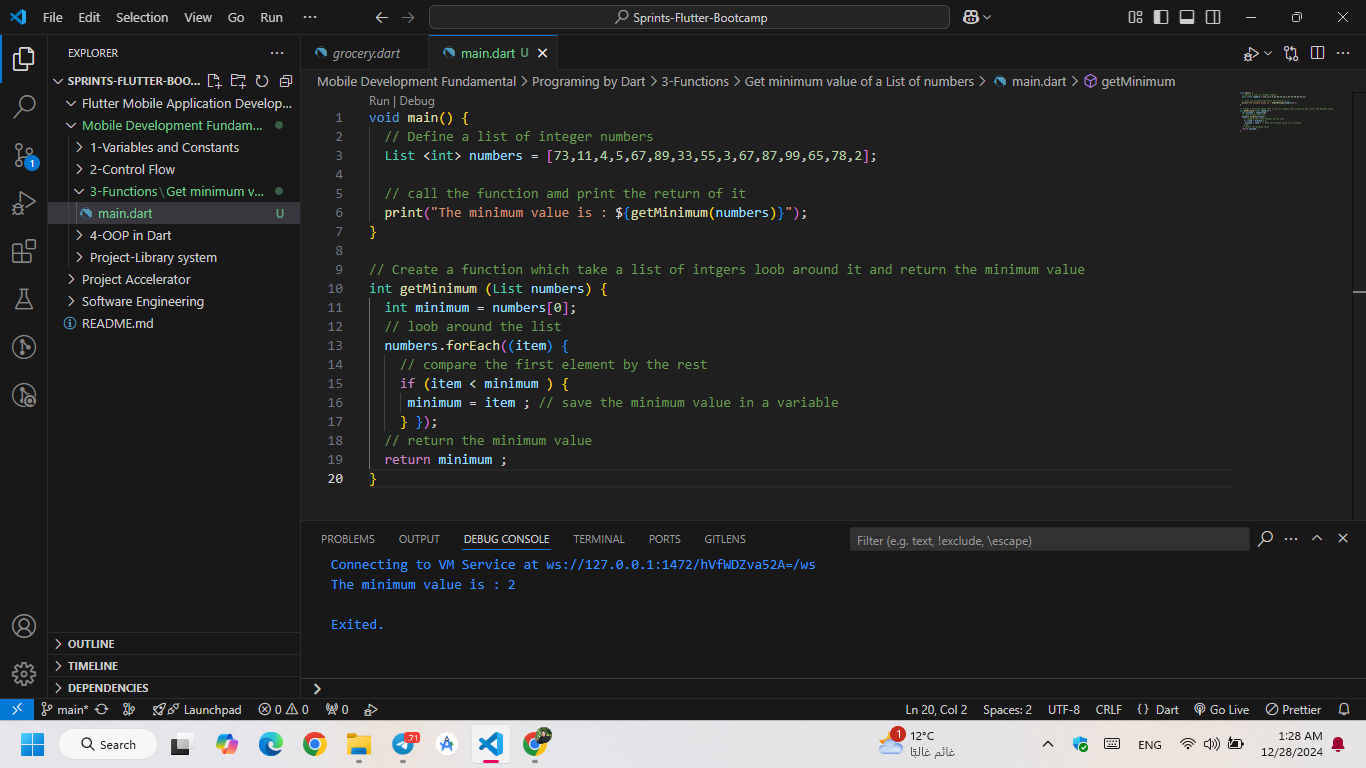 File Edit Selection View Go Run ··· Sprints-Flutter-Bootcamp
EXPLORER ···
SPRINTS-FLUTTER-BOO...
Flutter Mobile Application Develop...
Mobile Development Fundam...
1-Variables and Constants
2-Control Flow
3-Functions\Get minimum v...
main.dart U
4-OOP in Dart
Project-Library system
Project Accelerator
Software Engineering
README.md
OUTLINE
TIMELINE
DEPENDENCIES
grocery.dart main.dart U
Mobile Development Fundamental > Programing by Dart > 3-Functions > Get minimum value of a List of numbers > main.dart > getMinimum
Run | Debug
1 void main() {
2 // Define a list of integer numbers
3 List <int> numbers = [73,11,4,5,67,89,33,55,3,67,87,99,65,78,2];
4
5 // call the function amd print the return of it
6 print("The minimum value is : ${getMinimum(numbers)}");
7 }
8
9 // Create a function which take a list of intgers loob around it and return the minimum value
10 int getMinimum (List numbers) {
11 int minimum = numbers[0];
12 // loob around the list
13 numbers.forEach((item) {
14 // compare the first element by the rest
15 if (item < minimum ) {
16 minimum = item ; // save the minimum value in a variable
17 } });
18 // return the minimum value
19 return minimum ;
20 }
PROBLEMS OUTPUT DEBUG CONSOLE TERMINAL PORTS GITLENS Filter (e.g. text, !exclude, \escape)
Connecting to VM Service at ws://127.0.0.1:1472/hVfWDZva52A=/ws
The minimum value is : 2
Exited.
main* Launchpad 0 0 0 Ln 20, Col 2 Spaces: 2 UTF-8 CRLF { } Dart Go Live Prettier
Search .71 1 12°C ENG 1:28 AM
غائم غالبًا 12/28/2024